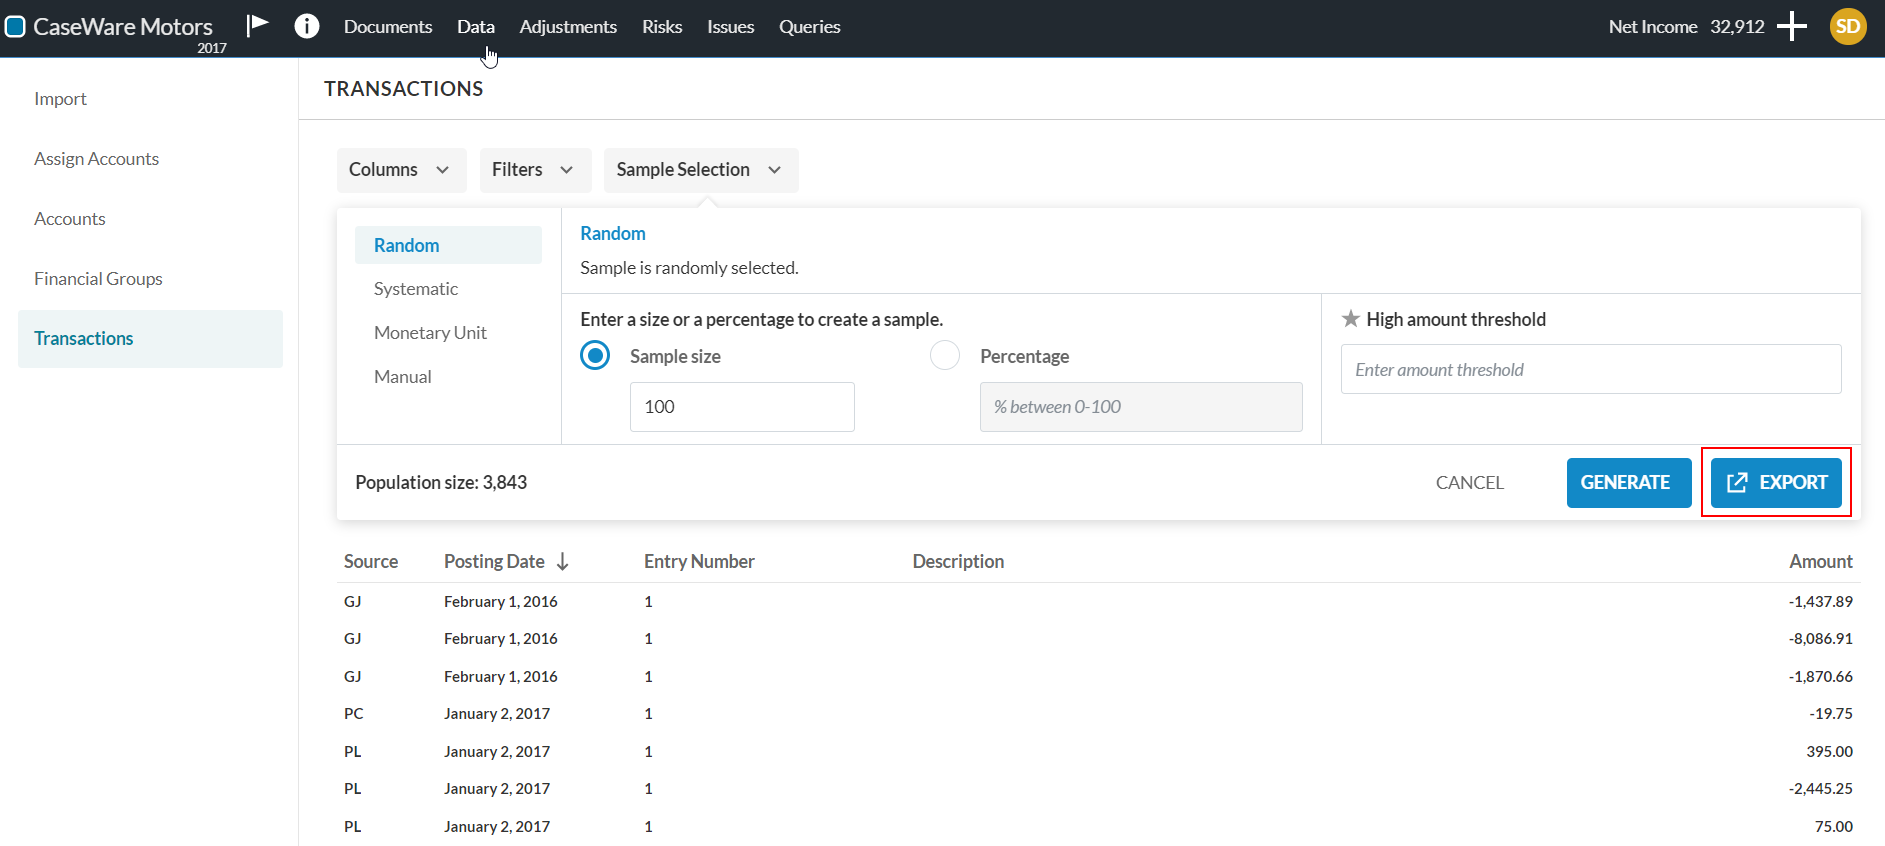 CaseWare Motors
2017
i
Documents Data Adjustments Risks Issues Queries
Net Income 32,912
SD
Import
Assign Accounts
Accounts
Financial Groups
Transactions
TRANSACTIONS
Columns Filters Sample Selection
Random
Systematic
Monetary Unit
Manual
Random
Sample is randomly selected.
Enter a size or a percentage to create a sample.
Sample size Percentage
100 % between 0-100
High amount threshold
Enter amount threshold
Population size: 3,843
CANCEL GENERATE EXPORT
Source Posting Date Entry Number Description Amount
GJ February 1, 2016 1 -1,437.89
GJ February 1, 2016 1 -8,086.91
GJ February 1, 2016 1 -1,870.66
PC January 2, 2017 1 -19.75
PL January 2, 2017 1 395.00
PL January 2, 2017 1 -2,445.25
PL January 2, 2017 1 75.00